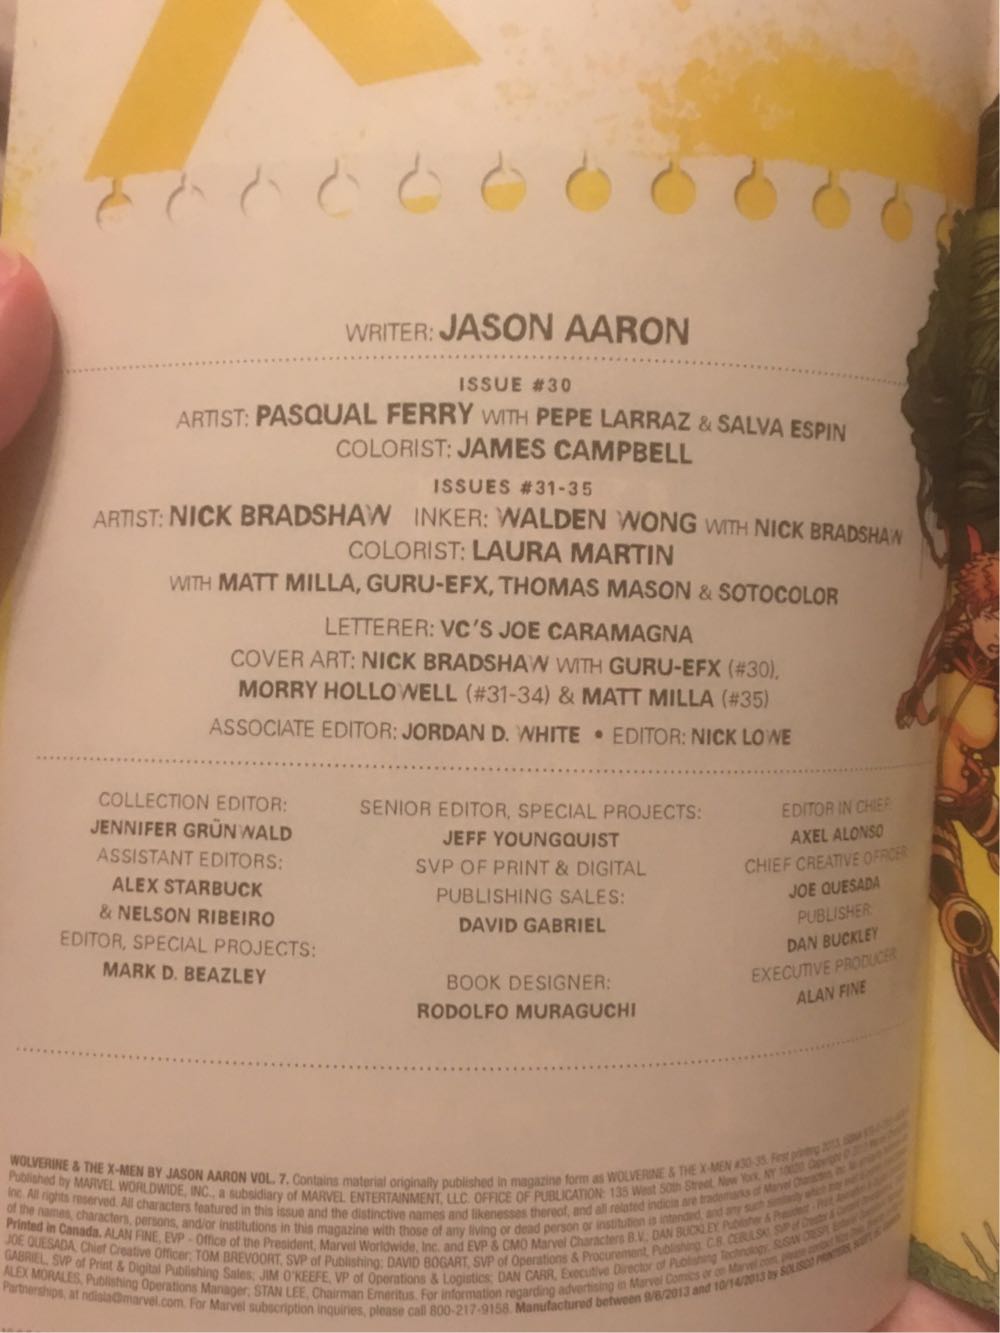 WRITER: JASON AARON
ISSUE #30
ARTIST: PASQUAL FERRY WITH PEPE LARRAZ & SALVA ESPIN
COLORIST: JAMES CAMPBELL
ISSUES #31-35
ARTIST: NICK BRADSHAW INKER: WALDEN WONG WITH NICK BRADSHAW
COLORIST: LAURA MARTIN
WITH MATT MILLA, GURU-EFX, THOMAS MASON & SOTOCOLOR
LETTERER: VC'S JOE CARAMAGNA
COVER ART: NICK BRADSHAW WITH GURU-EFX (#30),
MORRY HOLLOWELL (#31-34) & MATT MILLA (#35)
ASSOCIATE EDITOR: JORDAN D. WHITE • EDITOR: NICK LOWE
COLLECTION EDITOR:
JENNIFER GRÜNWALD
ASSISTANT EDITORS:
ALEX STARBUCK
& NELSON RIBEIRO
EDITOR, SPECIAL PROJECTS:
MARK D. BEAZLEY
SENIOR EDITOR, SPECIAL PROJECTS:
JEFF YOUNGQUIST
SVP OF PRINT & DIGITAL
PUBLISHING SALES:
DAVID GABRIEL
BOOK DESIGNER:
RODOLFO MURAGUCHI
EDITOR IN CHIEF:
AXEL ALONSO
CHIEF CREATIVE OFFICER:
JOE QUESADA
PUBLISHER:
DAN BUCKLEY
EXECUTIVE PRODUCER:
ALAN FINE
WOLVERINE & THE X-MEN BY JASON AARON VOL. 7. Contains material originally published in magazine form as WOLVERINE & THE X-MEN #30-35. First printing 2013.
Published by MARVEL WORLDWIDE, INC., a subsidiary of MARVEL ENTERTAINMENT, LLC. OFFICE OF PUBLICATION: 135 West 50th Street, New York, NY 10020. Copyright ©
Inc. All rights reserved. All characters featured in this issue and the distinctive names and likenesses thereof, and all related indicia are trademarks of Marvel Characters, Inc.
of the names, characters, persons, and/or institutions in this magazine with those of any living or dead person or institution is intended, and any such similarity which may
Printed in Canada. ALAN FINE, EVP - Office of the President, Marvel Worldwide, Inc. and EVP & CMO Marvel Characters B.V.; DAN BUCKLEY, Publisher & President -
JOE QUESADA, Chief Creative Officer; TOM BREVOORT, SVP of Publishing; DAVID BOGART, SVP of Operations & Procurement, Publishing; C.B. CEBULSKI, SVP of Creator &
GABRIEL, SVP of Print & Digital Publishing Sales; JIM O'KEEFE, VP of Operations & Logistics; DAN CARR, Executive Director of Publishing Technology; SUSAN CRESPI,
ALEX MORALES, Publishing Operations Manager; STAN LEE, Chairman Emeritus. For information regarding advertising in Marvel Comics or on Marvel.com, please contact
Partnerships, at ndisla@marvel.com. For Marvel subscription inquiries, please call 800-217-9158. Manufactured between 9/6/2013 and 10/14/2013 by SOLISCO PRINTERS,